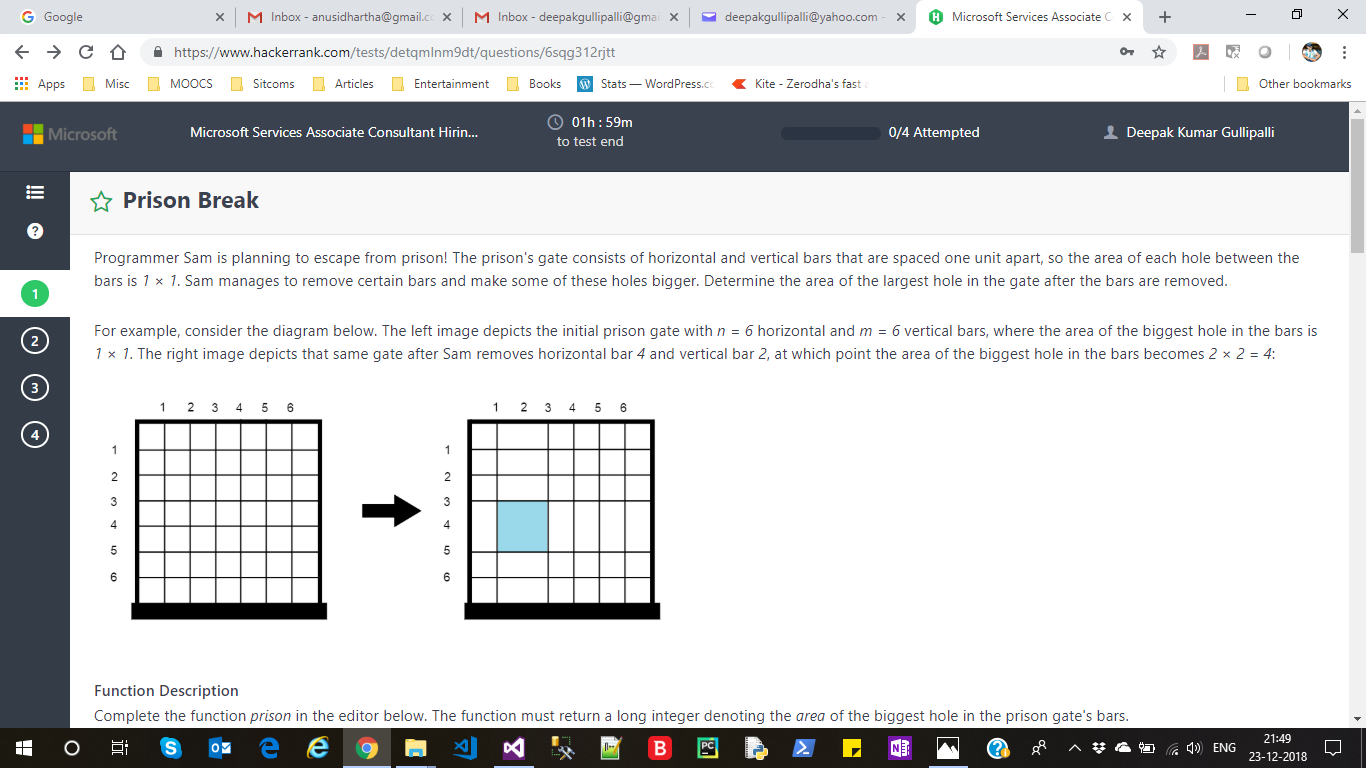 Google
Inbox - anusidhartha@gmail.c
Inbox - deepakgullipalli@gmai
deepakgullipalli@yahoo.com -
Microsoft Services Associate C
https://www.hackerrank.com/tests/detqmlnm9dt/questions/6sqg312rjtt
Apps Misc MOOCS Sitcoms Articles Entertainment Books Stats — WordPress.c Kite - Zerodha's fast Other bookmarks
Microsoft
Microsoft Services Associate Consultant Hirin...
01h : 59m
to test end
0/4 Attempted
Deepak Kumar Gullipalli
Prison Break
Programmer Sam is planning to escape from prison! The prison's gate consists of horizontal and vertical bars that are spaced one unit apart, so the area of each hole between the
bars is 1 × 1. Sam manages to remove certain bars and make some of these holes bigger. Determine the area of the largest hole in the gate after the bars are removed.
For example, consider the diagram below. The left image depicts the initial prison gate with n = 6 horizontal and m = 6 vertical bars, where the area of the biggest hole in the bars is
1 × 1. The right image depicts that same gate after Sam removes horizontal bar 4 and vertical bar 2, at which point the area of the biggest hole in the bars becomes 2 × 2 = 4:
1
2
3
4
1 2 3 4 5 6
1
2
3
4
5
6
1 2 3 4 5 6
1
2
3
4
5
6
Function Description
Complete the function prison in the editor below. The function must return a long integer denoting the area of the biggest hole in the prison gate's bars.
ENG
21:49
23-12-2018